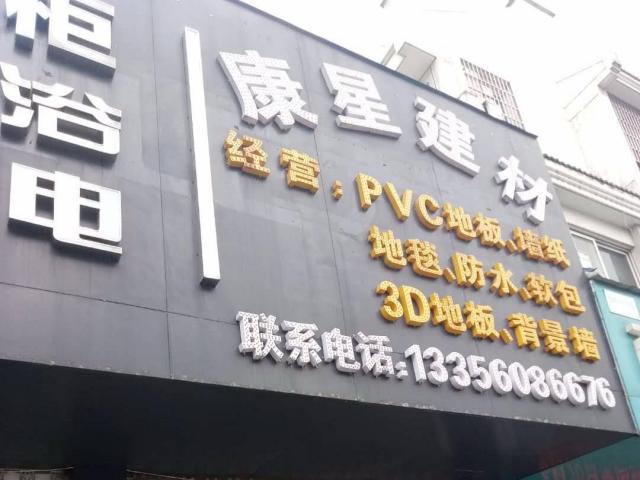 康星建材
经营:PVC地板、墙纸
地毯、防水、软包
3D地板、背景墙
联系电话:13356086676
柜
浴
电